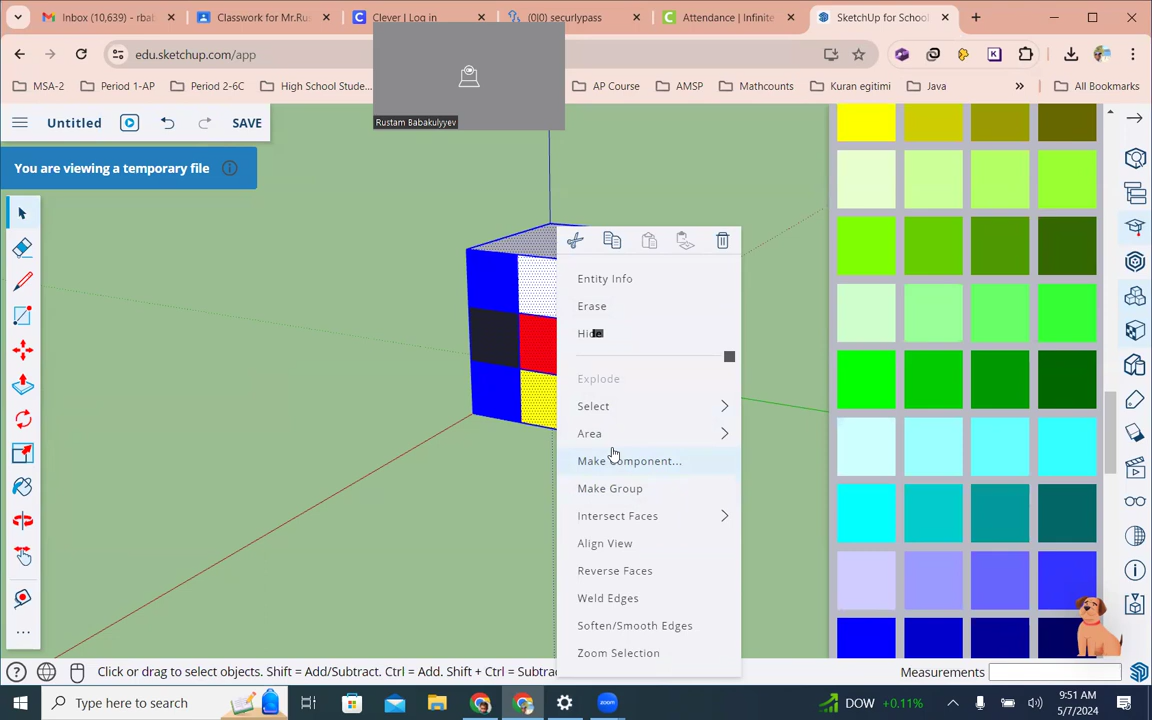 Inbox (10,639) - rbal
Classwork for Mr.Rus
Clever | Log in
(0|0) securlypass
Attendance | Infinite
SketchUp for School
edu.sketchup.com/app
MSA-2
Period 1-AP
Period 2-6C
High School Stude...
AP Course
AMSP
Mathcounts
Kuran egitimi
Java
»
All Bookmarks
Rustam Babakulyyev
Untitled
SAVE
You are viewing a temporary file
Entity Info
Erase
Hide
Explode
Select
Area
Make Component...
Make Group
Intersect Faces
Align View
Reverse Faces
Weld Edges
Soften/Smooth Edges
Zoom Selection
Click or drag to select objects. Shift = Add/Subtract. Ctrl = Add. Shift + Ctrl = Subtrac
Measurements
Type here to search
zoom
DOW +0.11%
9:51 AM
5/7/2024